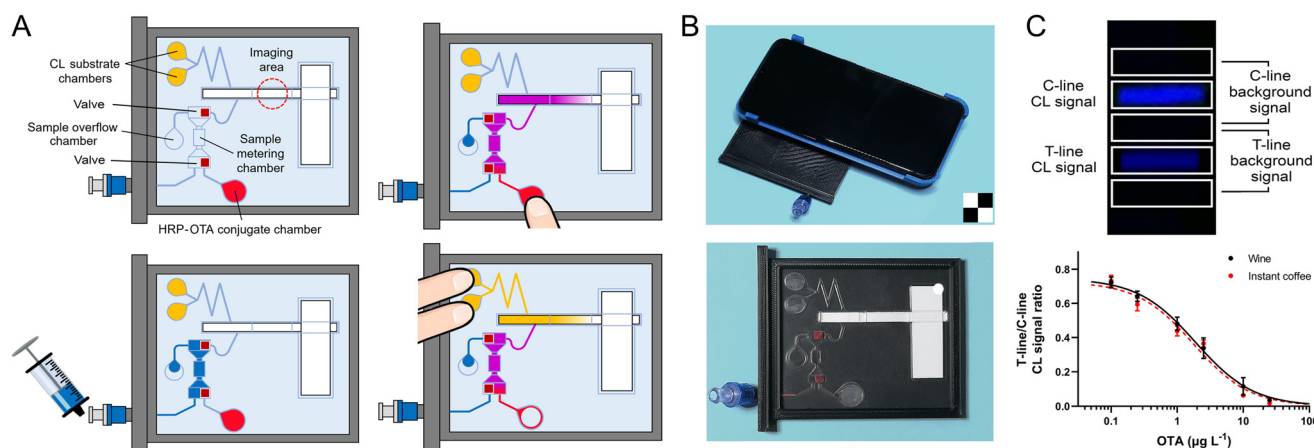 A
CL substrate
chambers
Imaging
area
Valve
Sample overflow
chamber
Sample
metering
chamber
Valve
HRP-OTA conjugate chamber
B
C
C-line
CL signal
C-line
background
signal
T-line
CL signal
T-line
background
signal
T-line/C-line
CL signal ratio
0.8
0.6
0.4
0.2
0.0
Wine
Instant coffee
0.1
1
10
100
OTA (µg L⁻¹)